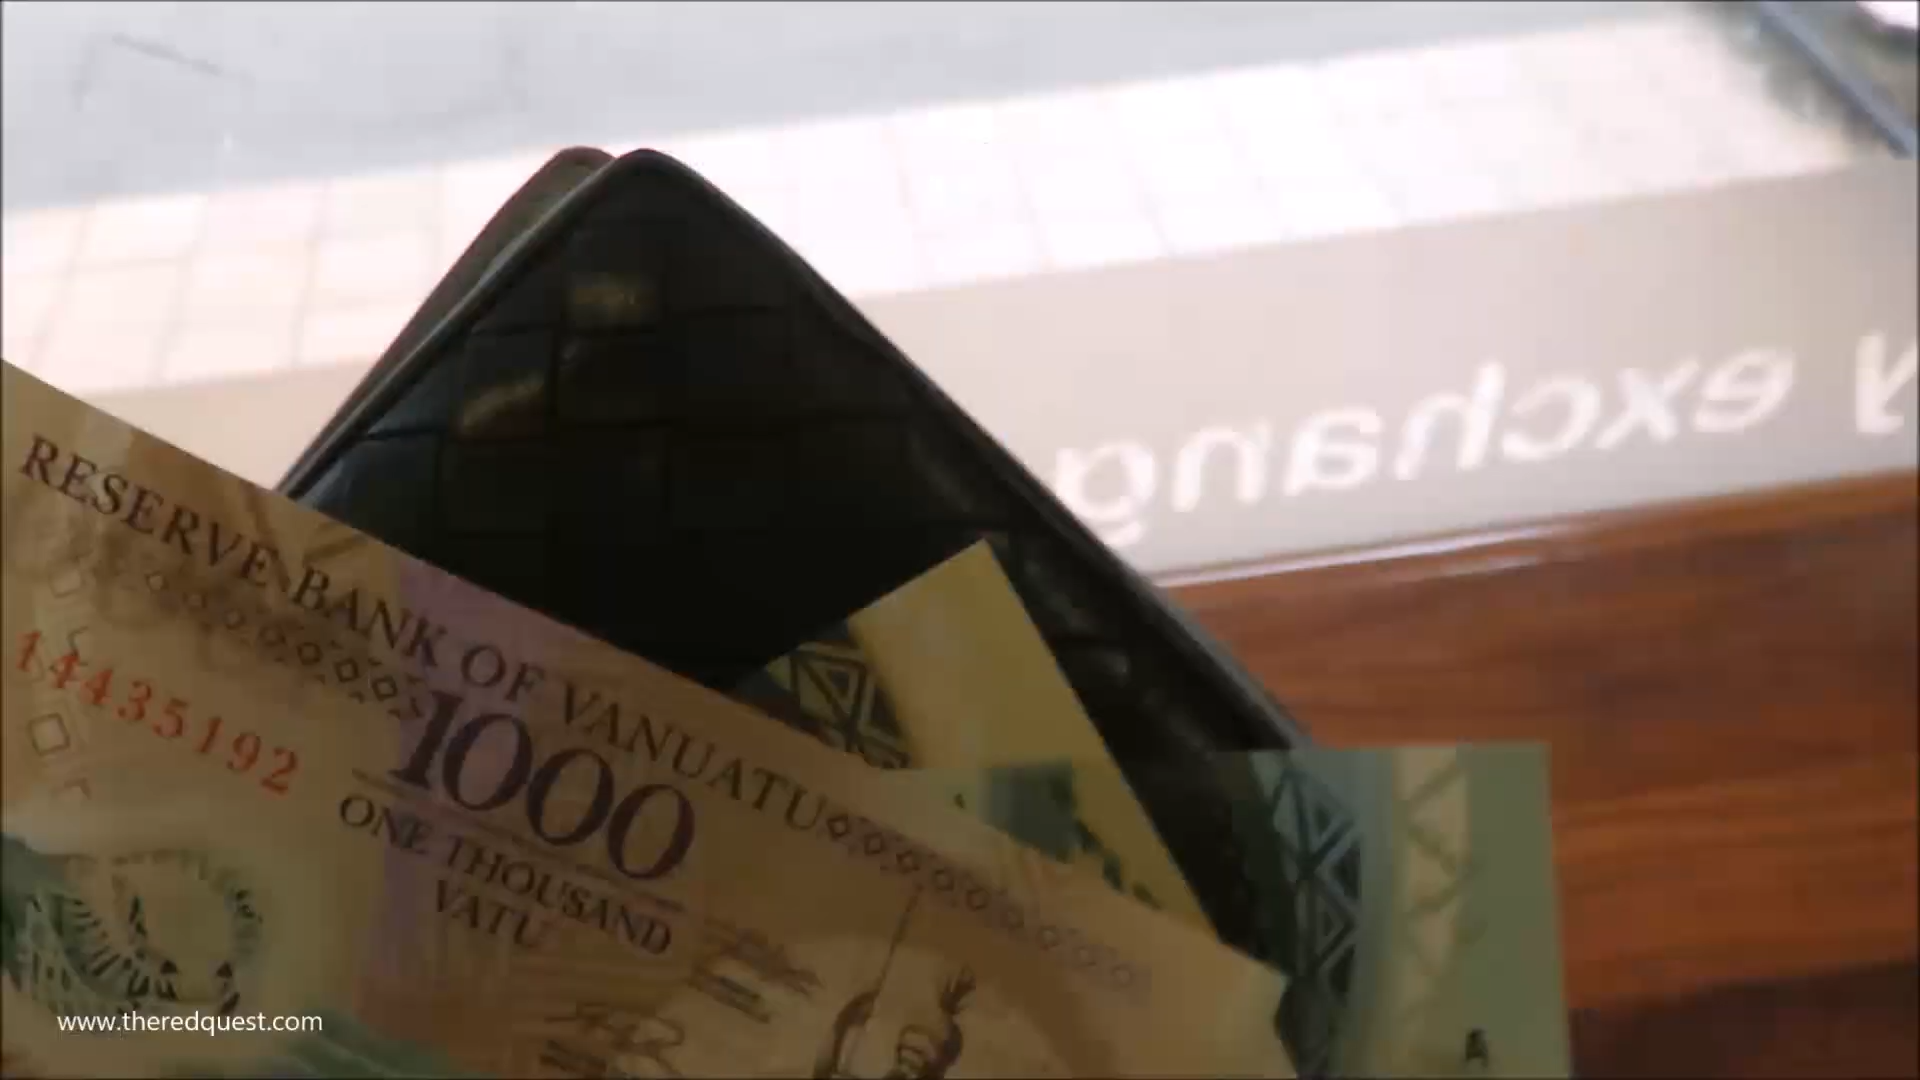 y exchang
RESERVE BANK OF VANUATU
14435192
1000
ONE THOUSAND
VATU
A
www.theredquest.com